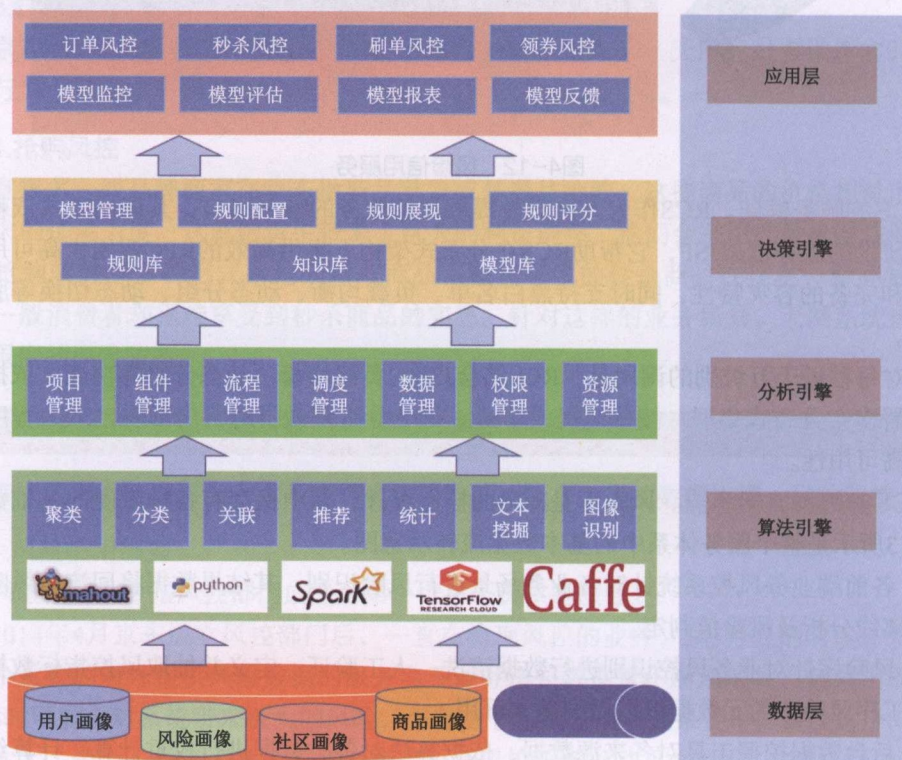 订单风控 秒杀风控 刷单风控 领券风控
应用层
模型监控 模型评估 模型报表 模型反馈
模型管理 规则配置 规则展现 规则评分
决策引擎
规则库 知识库 模型库
项目管理 组件管理 流程管理 调度管理 数据管理 权限管理 资源管理
分析引擎
聚类 分类 关联 推荐 统计 文本挖掘 图像识别
算法引擎
mahout python Spark TensorFlow Caffe
RESEARCH CLOUD
用户画像 风险画像 社区画像 商品画像
数据层